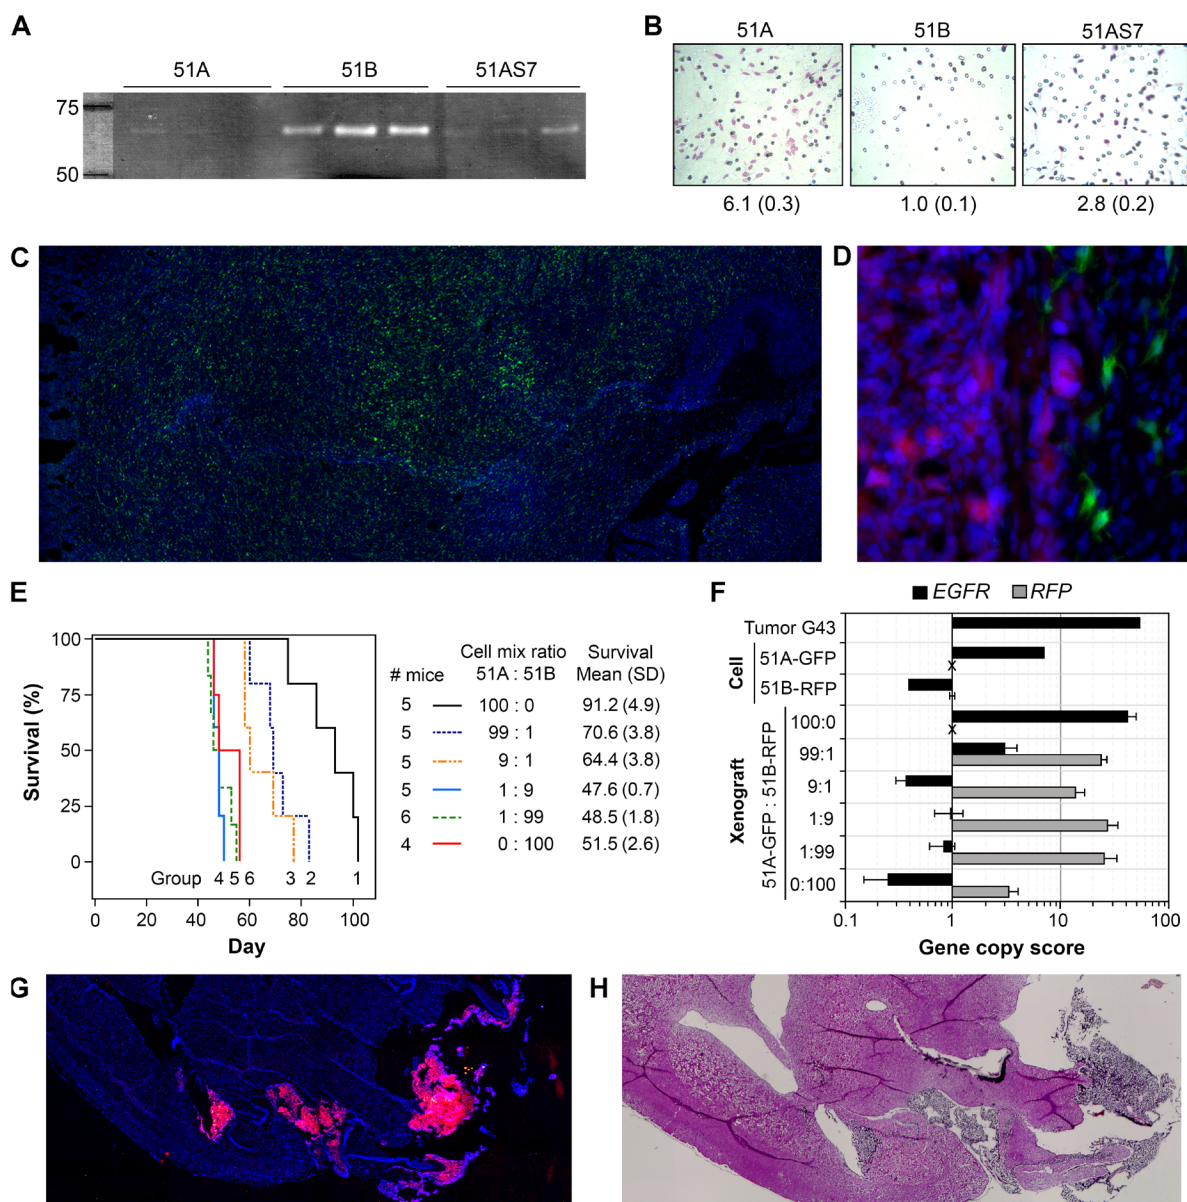 A
51A 51B 51AS7
75
50
B
51A 51B 51AS7
6.1 (0.3) 1.0 (0.1) 2.8 (0.2)
C
D
E
Survival (%)
100
75
50
25
0
Group 4 5 6 3 2 1
0 20 40 60 80 100
Day
# mice
Cell mix ratio
51A : 51B
Survival
Mean (SD)
5 100 : 0 91.2 (4.9)
5 99 : 1 70.6 (3.8)
5 9 : 1 64.4 (3.8)
5 1 : 9 47.6 (0.7)
6 1 : 99 48.5 (1.8)
4 0 : 100 51.5 (2.6)
F
EGFR RFP
Tumor G43
Cell
51A-GFP
51B-RFP
Xenograft
51A-GFP : 51B-RFP
100:0
99:1
9:1
1:9
1:99
0:100
0.1 1 10 100
Gene copy score
G
H